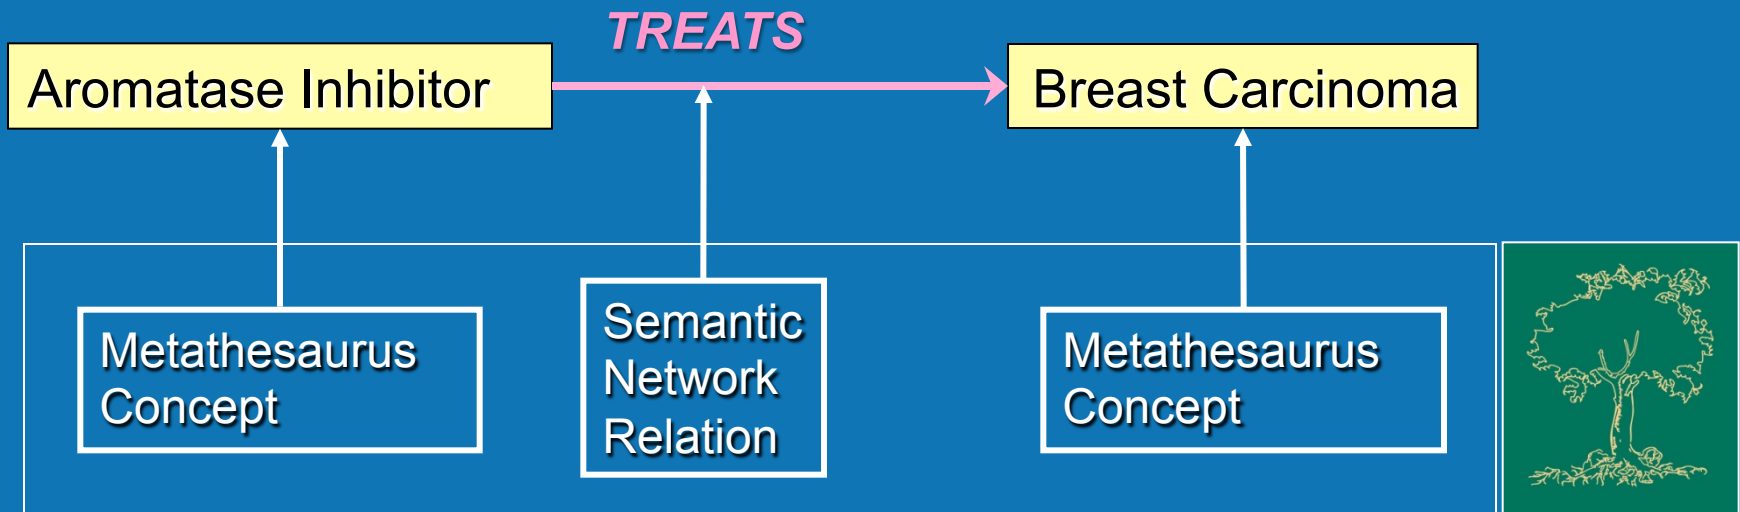 TREATS
Aromatase Inhibitor
Breast Carcinoma
Metathesaurus
Concept
Semantic
Network
Relation
Metathesaurus
Concept